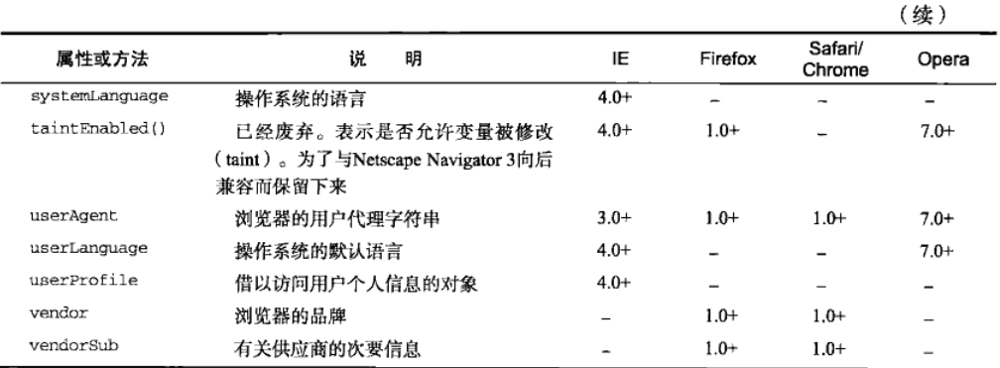 （续）
属性或方法 说 明 IE Firefox Safari/Chrome Opera
systemLanguage 操作系统的语言 4.0+ – – –
taintEnabled() 已经废弃。表示是否允许变量被修改 4.0+ 1.0+ – 7.0+
（taint）。为了与Netscape Navigator 3向后
兼容而保留下来
userAgent 浏览器的用户代理字符串 3.0+ 1.0+ 1.0+ 7.0+
userLanguage 操作系统的默认语言 4.0+ – – 7.0+
userProfile 借以访问用户个人信息的对象 4.0+ – – –
vendor 浏览器的品牌 – 1.0+ 1.0+ –
vendorSub 有关供应商的次要信息 – 1.0+ 1.0+ –